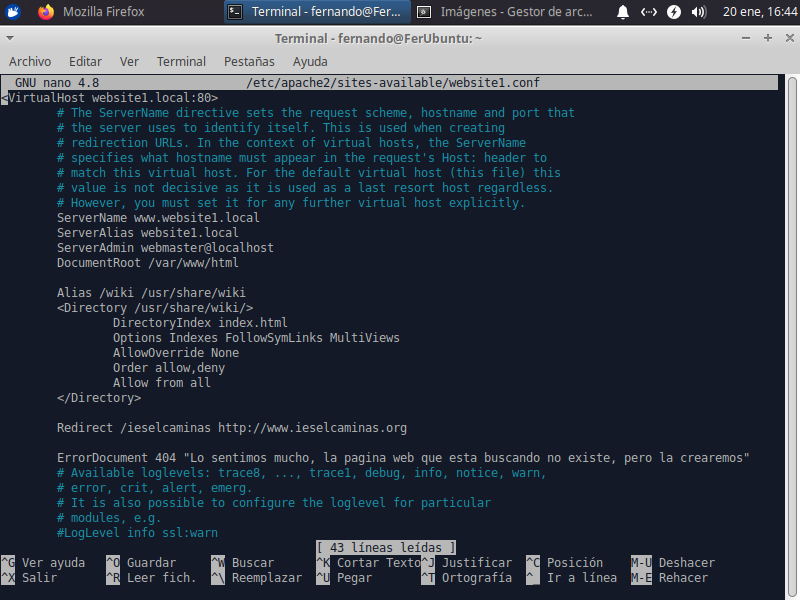 Mozilla Firefox
Terminal - fernando@Fer...
Imágenes - Gestor de arc...
20 ene, 16:44
Terminal - fernando@FerUbuntu: ~
Archivo Editar Ver Terminal Pestañas Ayuda
GNU nano 4.8 /etc/apache2/sites-available/website1.conf
<VirtualHost website1.local:80>
# The ServerName directive sets the request scheme, hostname and port that
# the server uses to identify itself. This is used when creating
# redirection URLs. In the context of virtual hosts, the ServerName
# specifies what hostname must appear in the request's Host: header to
# match this virtual host. For the default virtual host (this file) this
# value is not decisive as it is used as a last resort host regardless.
# However, you must set it for any further virtual host explicitly.
ServerName www.website1.local
ServerAlias website1.local
ServerAdmin webmaster@localhost
DocumentRoot /var/www/html
Alias /wiki /usr/share/wiki
<Directory /usr/share/wiki/>
DirectoryIndex index.html
Options Indexes FollowSymLinks MultiViews
AllowOverride None
Order allow,deny
Allow from all
</Directory>
Redirect /ieselcaminas http://www.ieselcaminas.org
ErrorDocument 404 "Lo sentimos mucho, la pagina web que esta buscando no existe, pero la crearemos"
# Available loglevels: trace8, ..., trace1, debug, info, notice, warn,
# error, crit, alert, emerg.
# It is also possible to configure the loglevel for particular
# modules, e.g.
#LogLevel info ssl:warn
[ 43 líneas leídas ]
^G Ver ayuda ^O Guardar ^W Buscar ^K Cortar Texto ^J Justificar ^C Posición M-U Deshacer
^X Salir ^R Leer fich. ^\ Reemplazar ^U Pegar ^T Ortografía ^_ Ir a línea M-E Rehacer